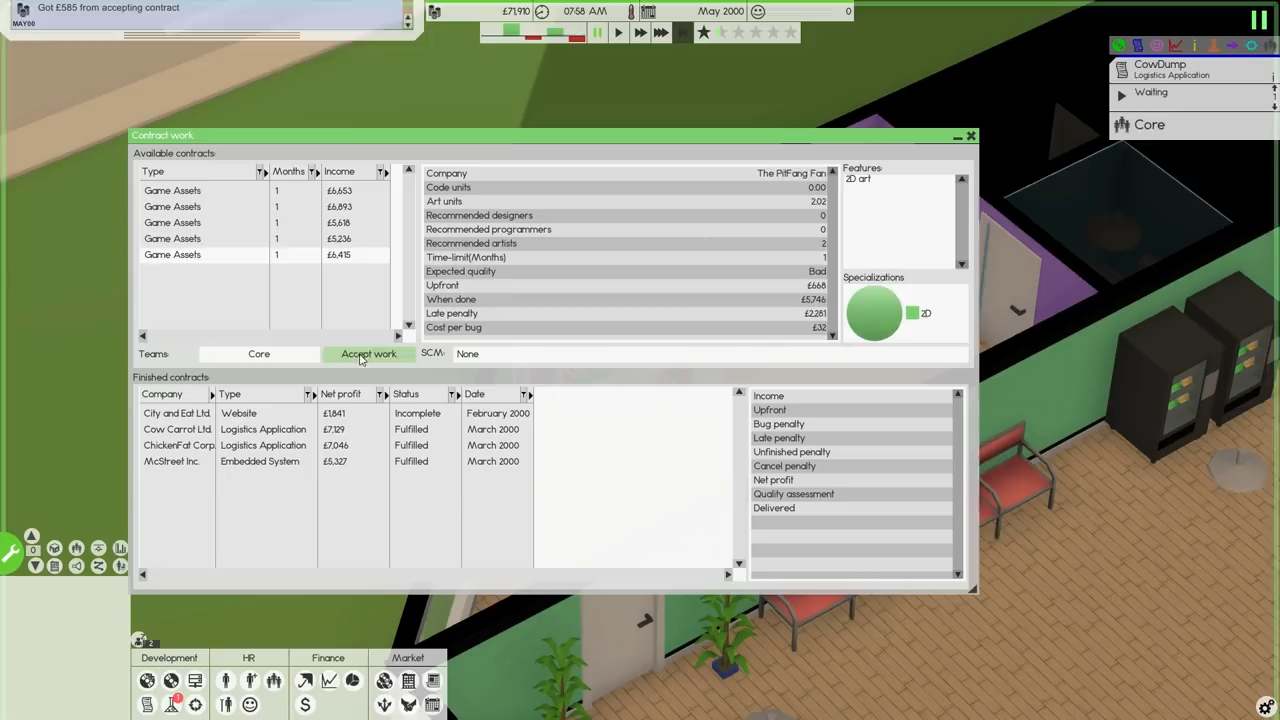 Got £585 from accepting contract
MAY00
£71,910
07:58 AM
May 2000
0
CowDump
Logistics Application
i
Waiting
1
Core
Contract work
Available contracts:
Type Months Income
Game Assets 1 £6,653
Game Assets 1 £6,893
Game Assets 1 £5,618
Game Assets 1 £5,236
Game Assets 1 £6,415
Company The PitFang Fan
Code units 0.00
Art units 2.02
Recommended designers 0
Recommended programmers 0
Recommended artists 2
Time-limit(Months) 1
Expected quality Bad
Upfront £668
When done £5,746
Late penalty £2,281
Cost per bug £32
Features:
2D art
Specializations
2D
Teams: Core Accept work SCM: None
Finished contracts:
Company Type Net profit Status Date
City and Eat Ltd. Website £1,841 Incomplete February 2000
Cow Carrot Ltd. Logistics Application £7,129 Fulfilled March 2000
ChickenFat Corp. Logistics Application £7,046 Fulfilled March 2000
McStreet Inc. Embedded System £5,327 Fulfilled March 2000
Income
Upfront
Bug penalty
Late penalty
Unfinished penalty
Cancel penalty
Net profit
Quality assessment
Delivered
0
2
Development HR Finance Market
1